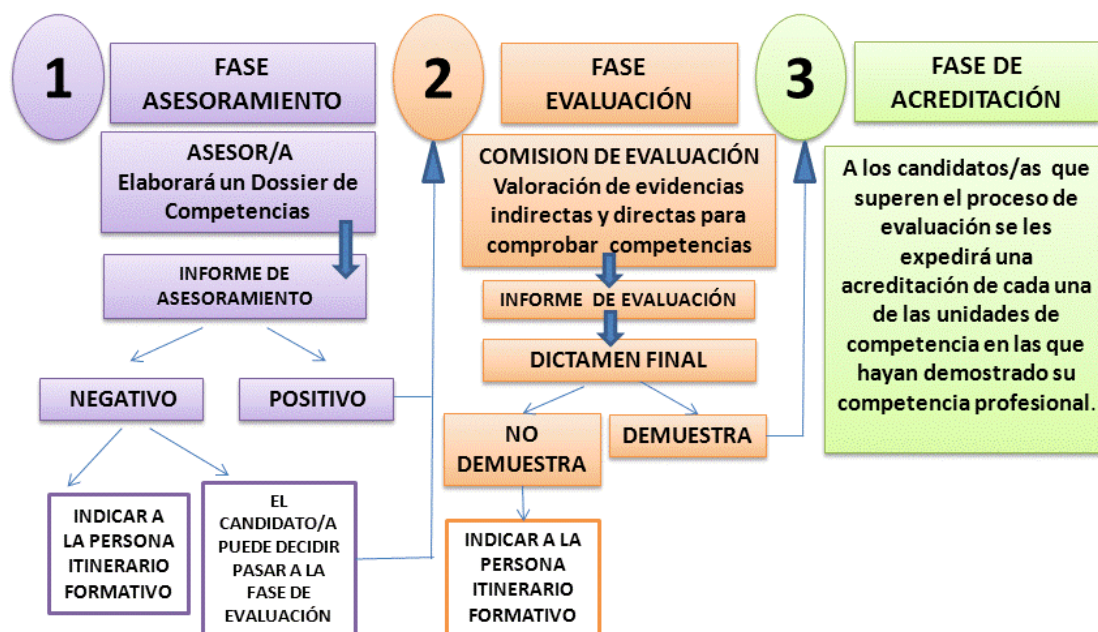 1
FASE
ASESORAMIENTO
ASESOR/A
Elaborará un Dossier de
Competencias
INFORME DE
ASESORAMIENTO
NEGATIVO
POSITIVO
INDICAR A
LA PERSONA
ITINERARIO
FORMATIVO
EL
CANDIDATO/A
PUEDE DECIDIR
PASAR A LA
FASE DE
EVALUACIÓN
2
FASE
EVALUACIÓN
COMISION DE EVALUACIÓN
Valoración de evidencias
indirectas y directas para
comprobar competencias
INFORME DE EVALUACIÓN
DICTAMEN FINAL
NO
DEMUESTRA
DEMUESTRA
INDICAR A LA
PERSONA
ITINERARIO
FORMATIVO
3
FASE DE
ACREDITACIÓN
A los candidatos/as que
superen el proceso de
evaluación se les
expedirá una
acreditación de cada una
de las unidades de
competencia en las que
hayan demostrado su
competencia profesional.